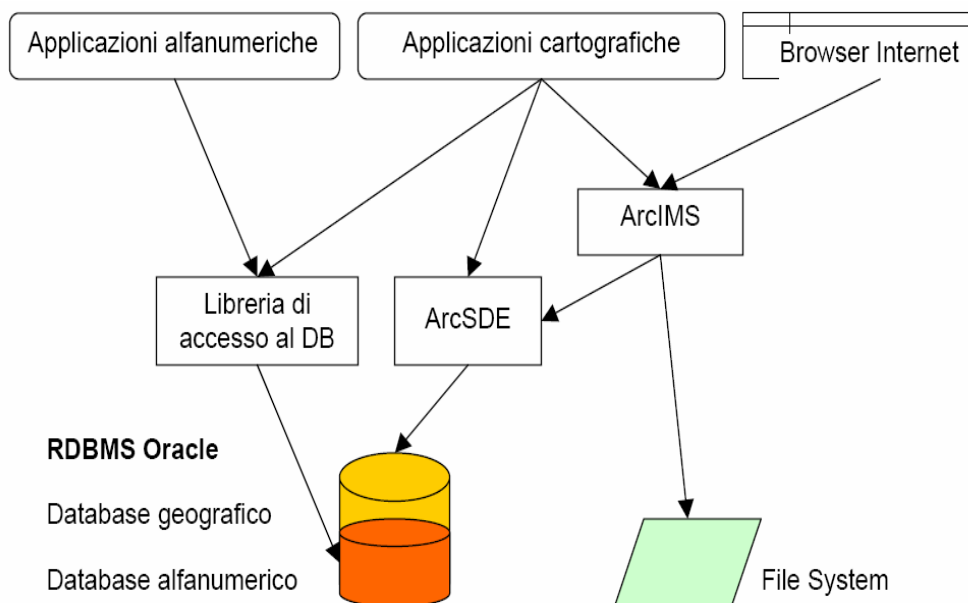 Applicazioni alfanumeriche
Applicazioni cartografiche
Browser Internet
ArcIMS
Libreria di
accesso al DB
ArcSDE
RDBMS Oracle
Database geografico
Database alfanumerico
File System